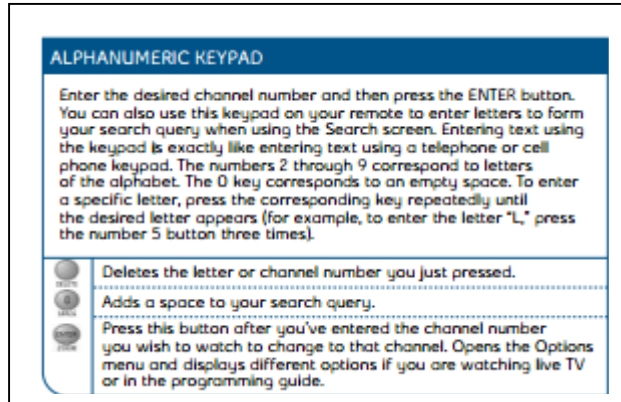 ALPHANUMERIC KEYPAD
Enter the desired channel number and then press the ENTER button.
You can also use this keypad on your remote to enter letters to form
your search query when using the Search screen. Entering text using
the keypad is exactly like entering text using a telephone or cell
phone keypad. The numbers 2 through 9 correspond to letters
of the alphabet. The 0 key corresponds to an empty space. To enter
a specific letter, press the corresponding key repeatedly until
the desired letter appears (for example, to enter the letter “L,” press
the number 5 button three times).
Deletes the letter or channel number you just pressed.
DELETE
0
Adds a space to your search query.
ENTER
Press this button after you’ve entered the channel number
you wish to watch to change to that channel. Opens the Options
menu and displays different options if you are watching live TV
or in the programming guide.